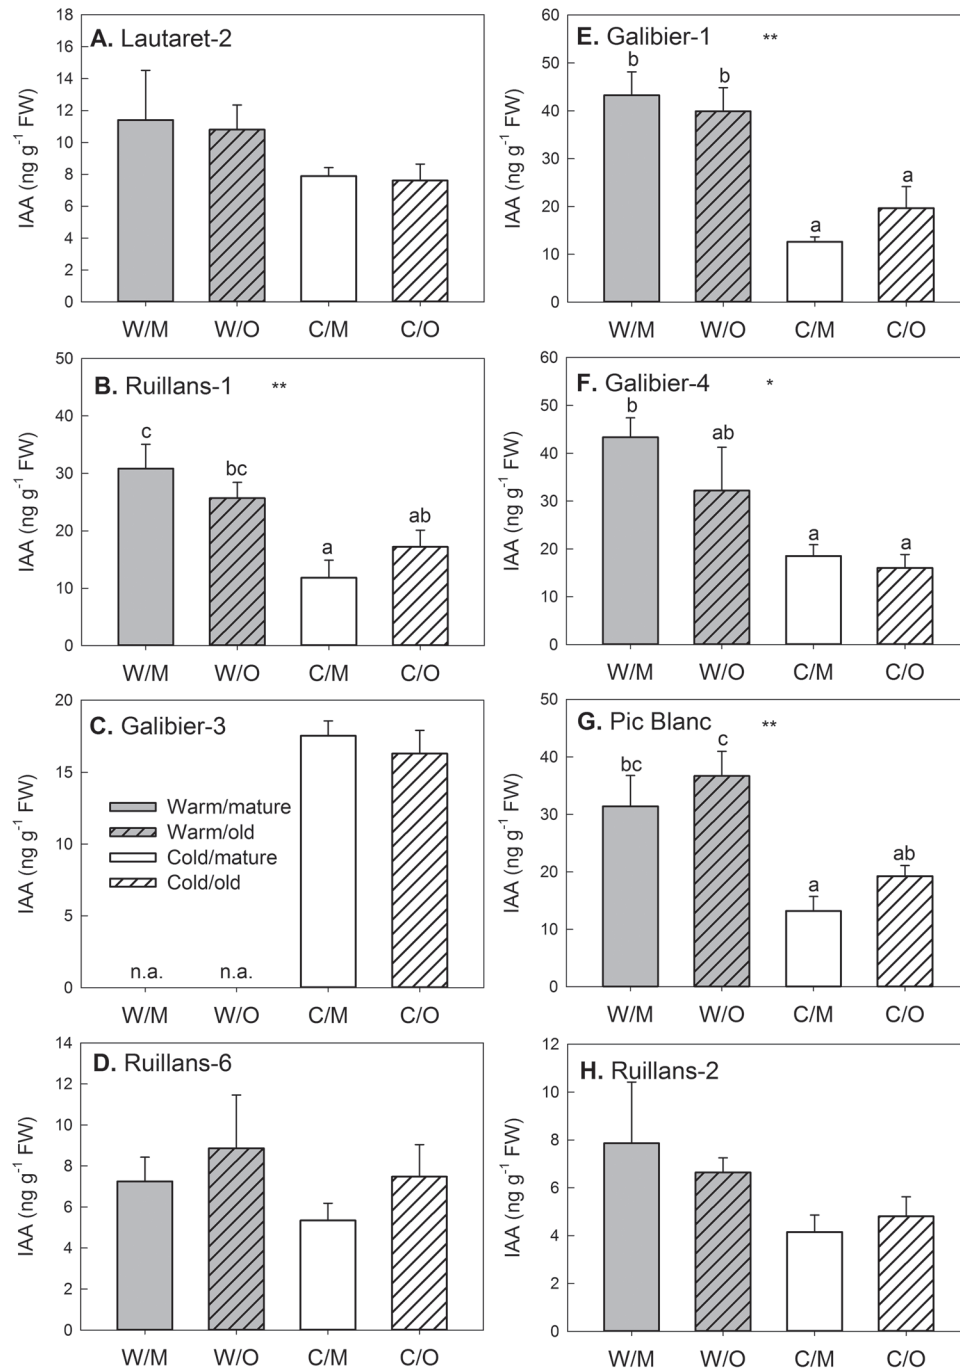 A. Lautaret-2
IAA (ng g-1 FW)
18
16
14
12
10
8
6
4
2
0
W/M W/O C/M C/O
E. Galibier-1 **
IAA (ng g-1 FW)
60
50
40
30
20
10
0
b b a a
W/M W/O C/M C/O
B. Ruillans-1 **
IAA (ng g-1 FW)
50
40
30
20
10
0
c bc a ab
W/M W/O C/M C/O
F. Galibier-4 *
IAA (ng g-1 FW)
60
50
40
30
20
10
0
b ab a a
W/M W/O C/M C/O
C. Galibier-3
IAA (ng g-1 FW)
20
15
10
5
0
Warm/mature
Warm/old
Cold/mature
Cold/old
n.a. n.a.
W/M W/O C/M C/O
G. Pic Blanc **
IAA (ng g-1 FW)
50
40
30
20
10
0
bc c a ab
W/M W/O C/M C/O
D. Ruillans-6
IAA (ng g-1 FW)
14
12
10
8
6
4
2
0
W/M W/O C/M C/O
H. Ruillans-2
IAA (ng g-1 FW)
12
10
8
6
4
2
0
W/M W/O C/M C/O